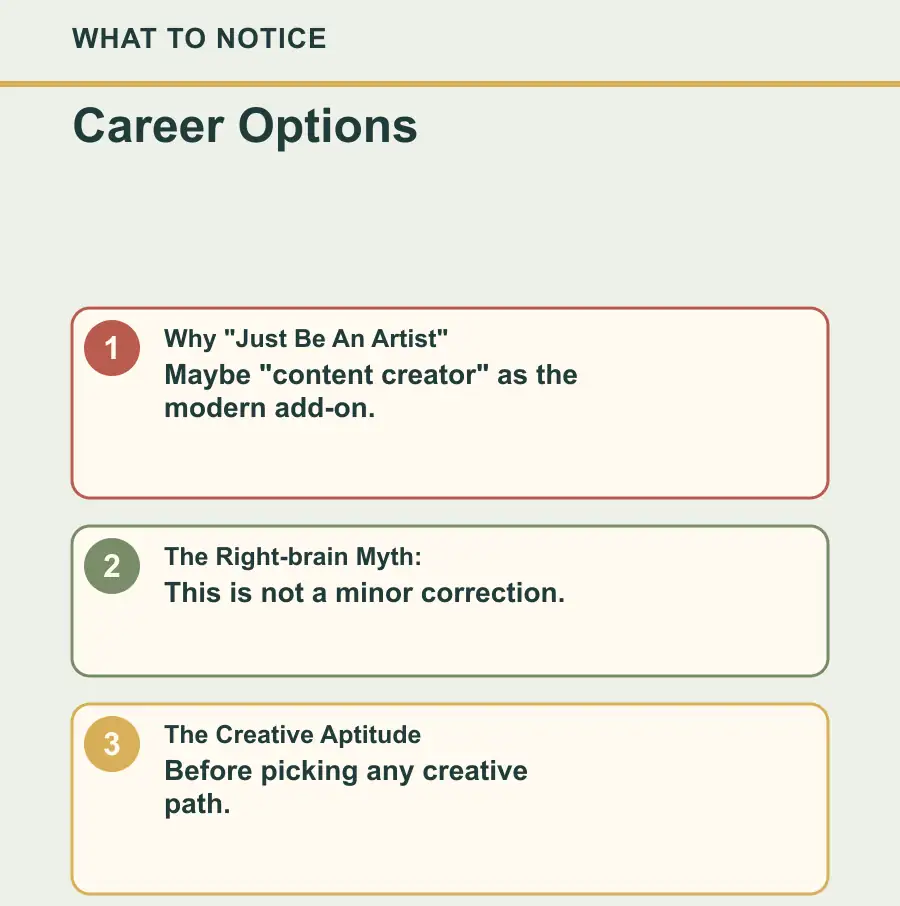 WHAT TO NOTICE
Career Options
1
Why "Just Be An Artist"
Maybe "content creator" as the
modern add-on.
2
The Right-brain Myth:
This is not a minor correction.
3
The Creative Aptitude
Before picking any creative
path.